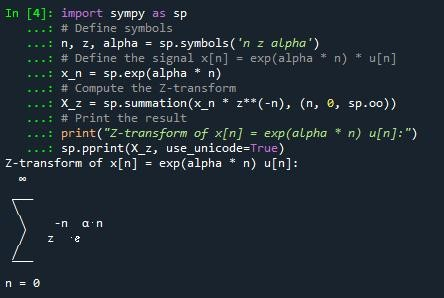 In [4]: import sympy as sp
...: # Define symbols
...: n, z, alpha = sp.symbols('n z alpha')
...: # Define the signal x[n] = exp(alpha * n) * u[n]
...: x_n = sp.exp(alpha * n)
...: # Compute the Z-transform
...: X_z = sp.summation(x_n * z**(-n), (n, 0, sp.oo))
...: # Print the result
...: print("Z-transform of x[n] = exp(alpha * n) u[n]:")
...: sp.pprint(X_z, use_unicode=True)
Z-transform of x[n] = exp(alpha * n) u[n]:
∞
-n α⋅n
z ⋅ℯ
n = 0